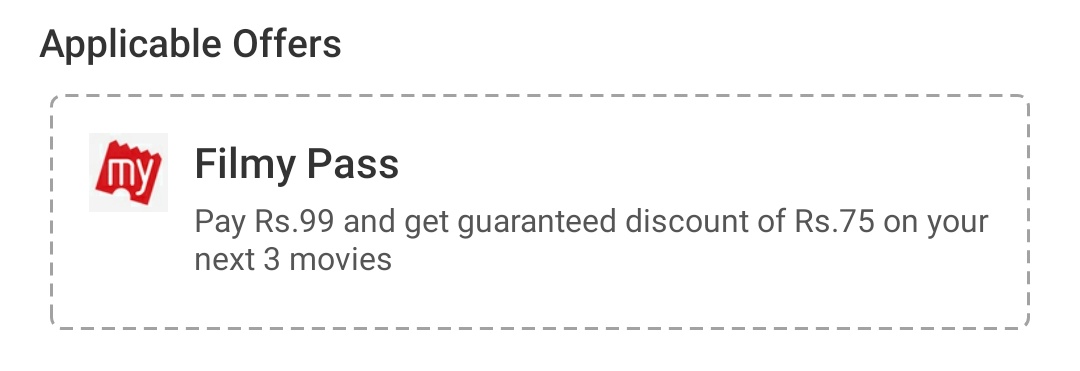 Applicable Offers
my
Filmy Pass
Pay Rs.99 and get guaranteed discount of Rs.75 on your
next 3 movies